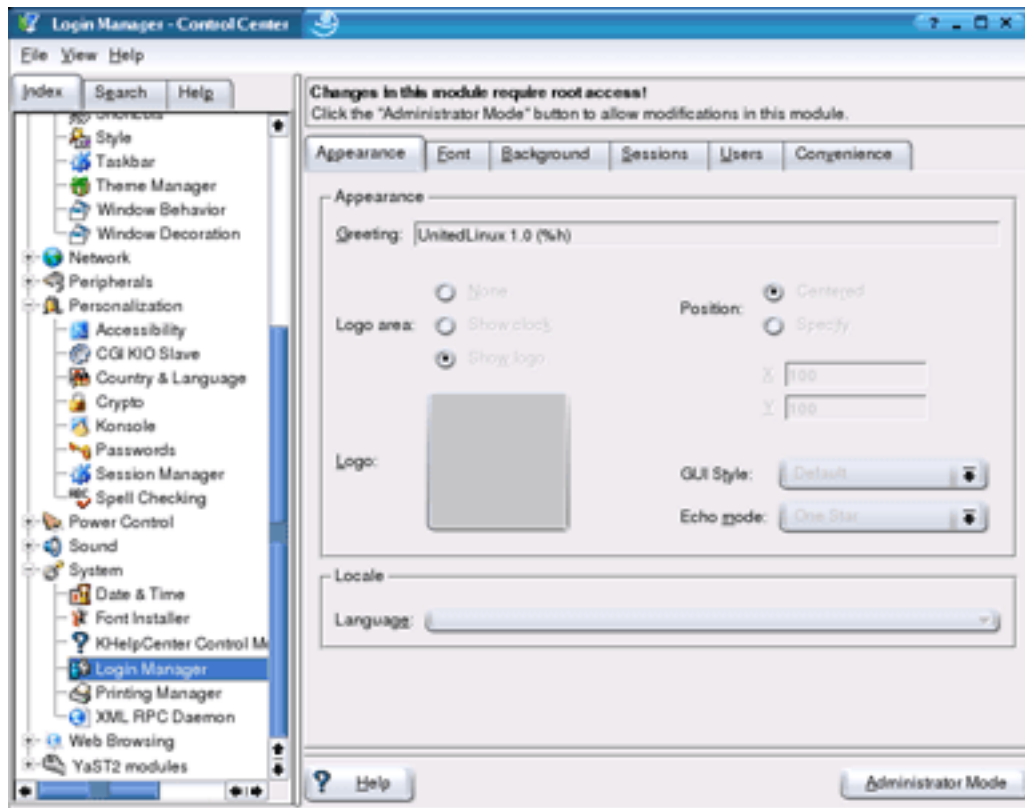 Login Manager - Control Center
File View Help
Index Search Help
Shortcuts
Style
Taskbar
Theme Manager
Window Behavior
Window Decoration
Network
Peripherals
Personalization
Accessibility
CGI KIO Slave
Country & Language
Crypto
Konsole
Passwords
Session Manager
Spell Checking
Power Control
Sound
System
Date & Time
Font Installer
KHelpCenter Control Mo
Login Manager
Printing Manager
XML RPC Daemon
Web Browsing
YaST2 modules
Changes in this module require root access!
Click the "Administrator Mode" button to allow modifications in this module.
Appearance Font Background Sessions Users Convenience
Appearance
Greeting: UnitedLinux 1.0 (%h)
Logo area:
None
Show clock
Show logo
Position:
Centered
Specify
X 100
Y 100
Logo:
GUI Style: Default
Echo mode: One Star
Locale
Language:
Help
Administrator Mode